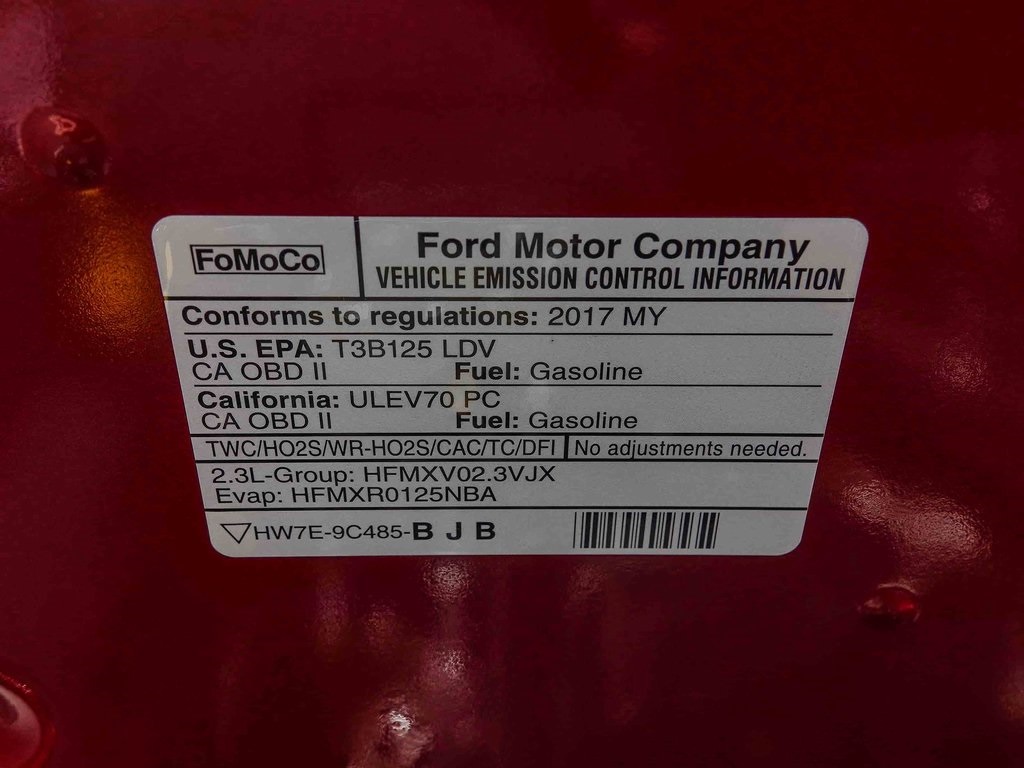 FoMoCo
Ford Motor Company
VEHICLE EMISSION CONTROL INFORMATION
Conforms to regulations: 2017 MY
U.S. EPA: T3B125 LDV
CA OBD II Fuel: Gasoline
California: ULEV70 PC
CA OBD II Fuel: Gasoline
TWC/HO2S/WR-HO2S/CAC/TC/DFI No adjustments needed.
2.3L-Group: HFMXV02.3VJX
Evap: HFMXR0125NBA
HW7E-9C485-B J B